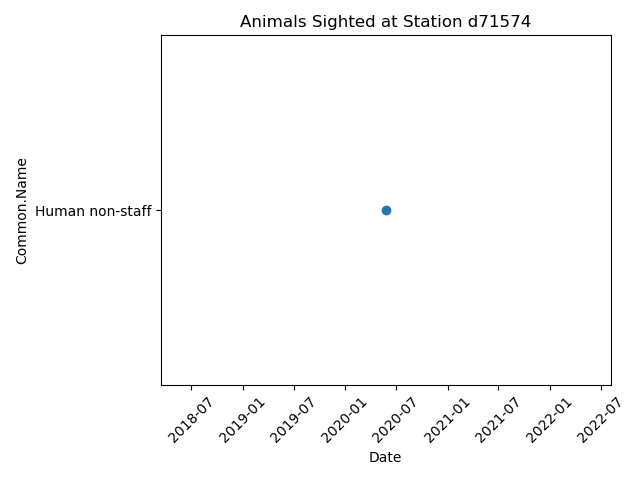 Animals Sighted at Station d71574
Common.Name
Human non-staff
2018-07
2019-01
2019-07
2020-01
2020-07
2021-01
2021-07
2022-01
2022-07
Date